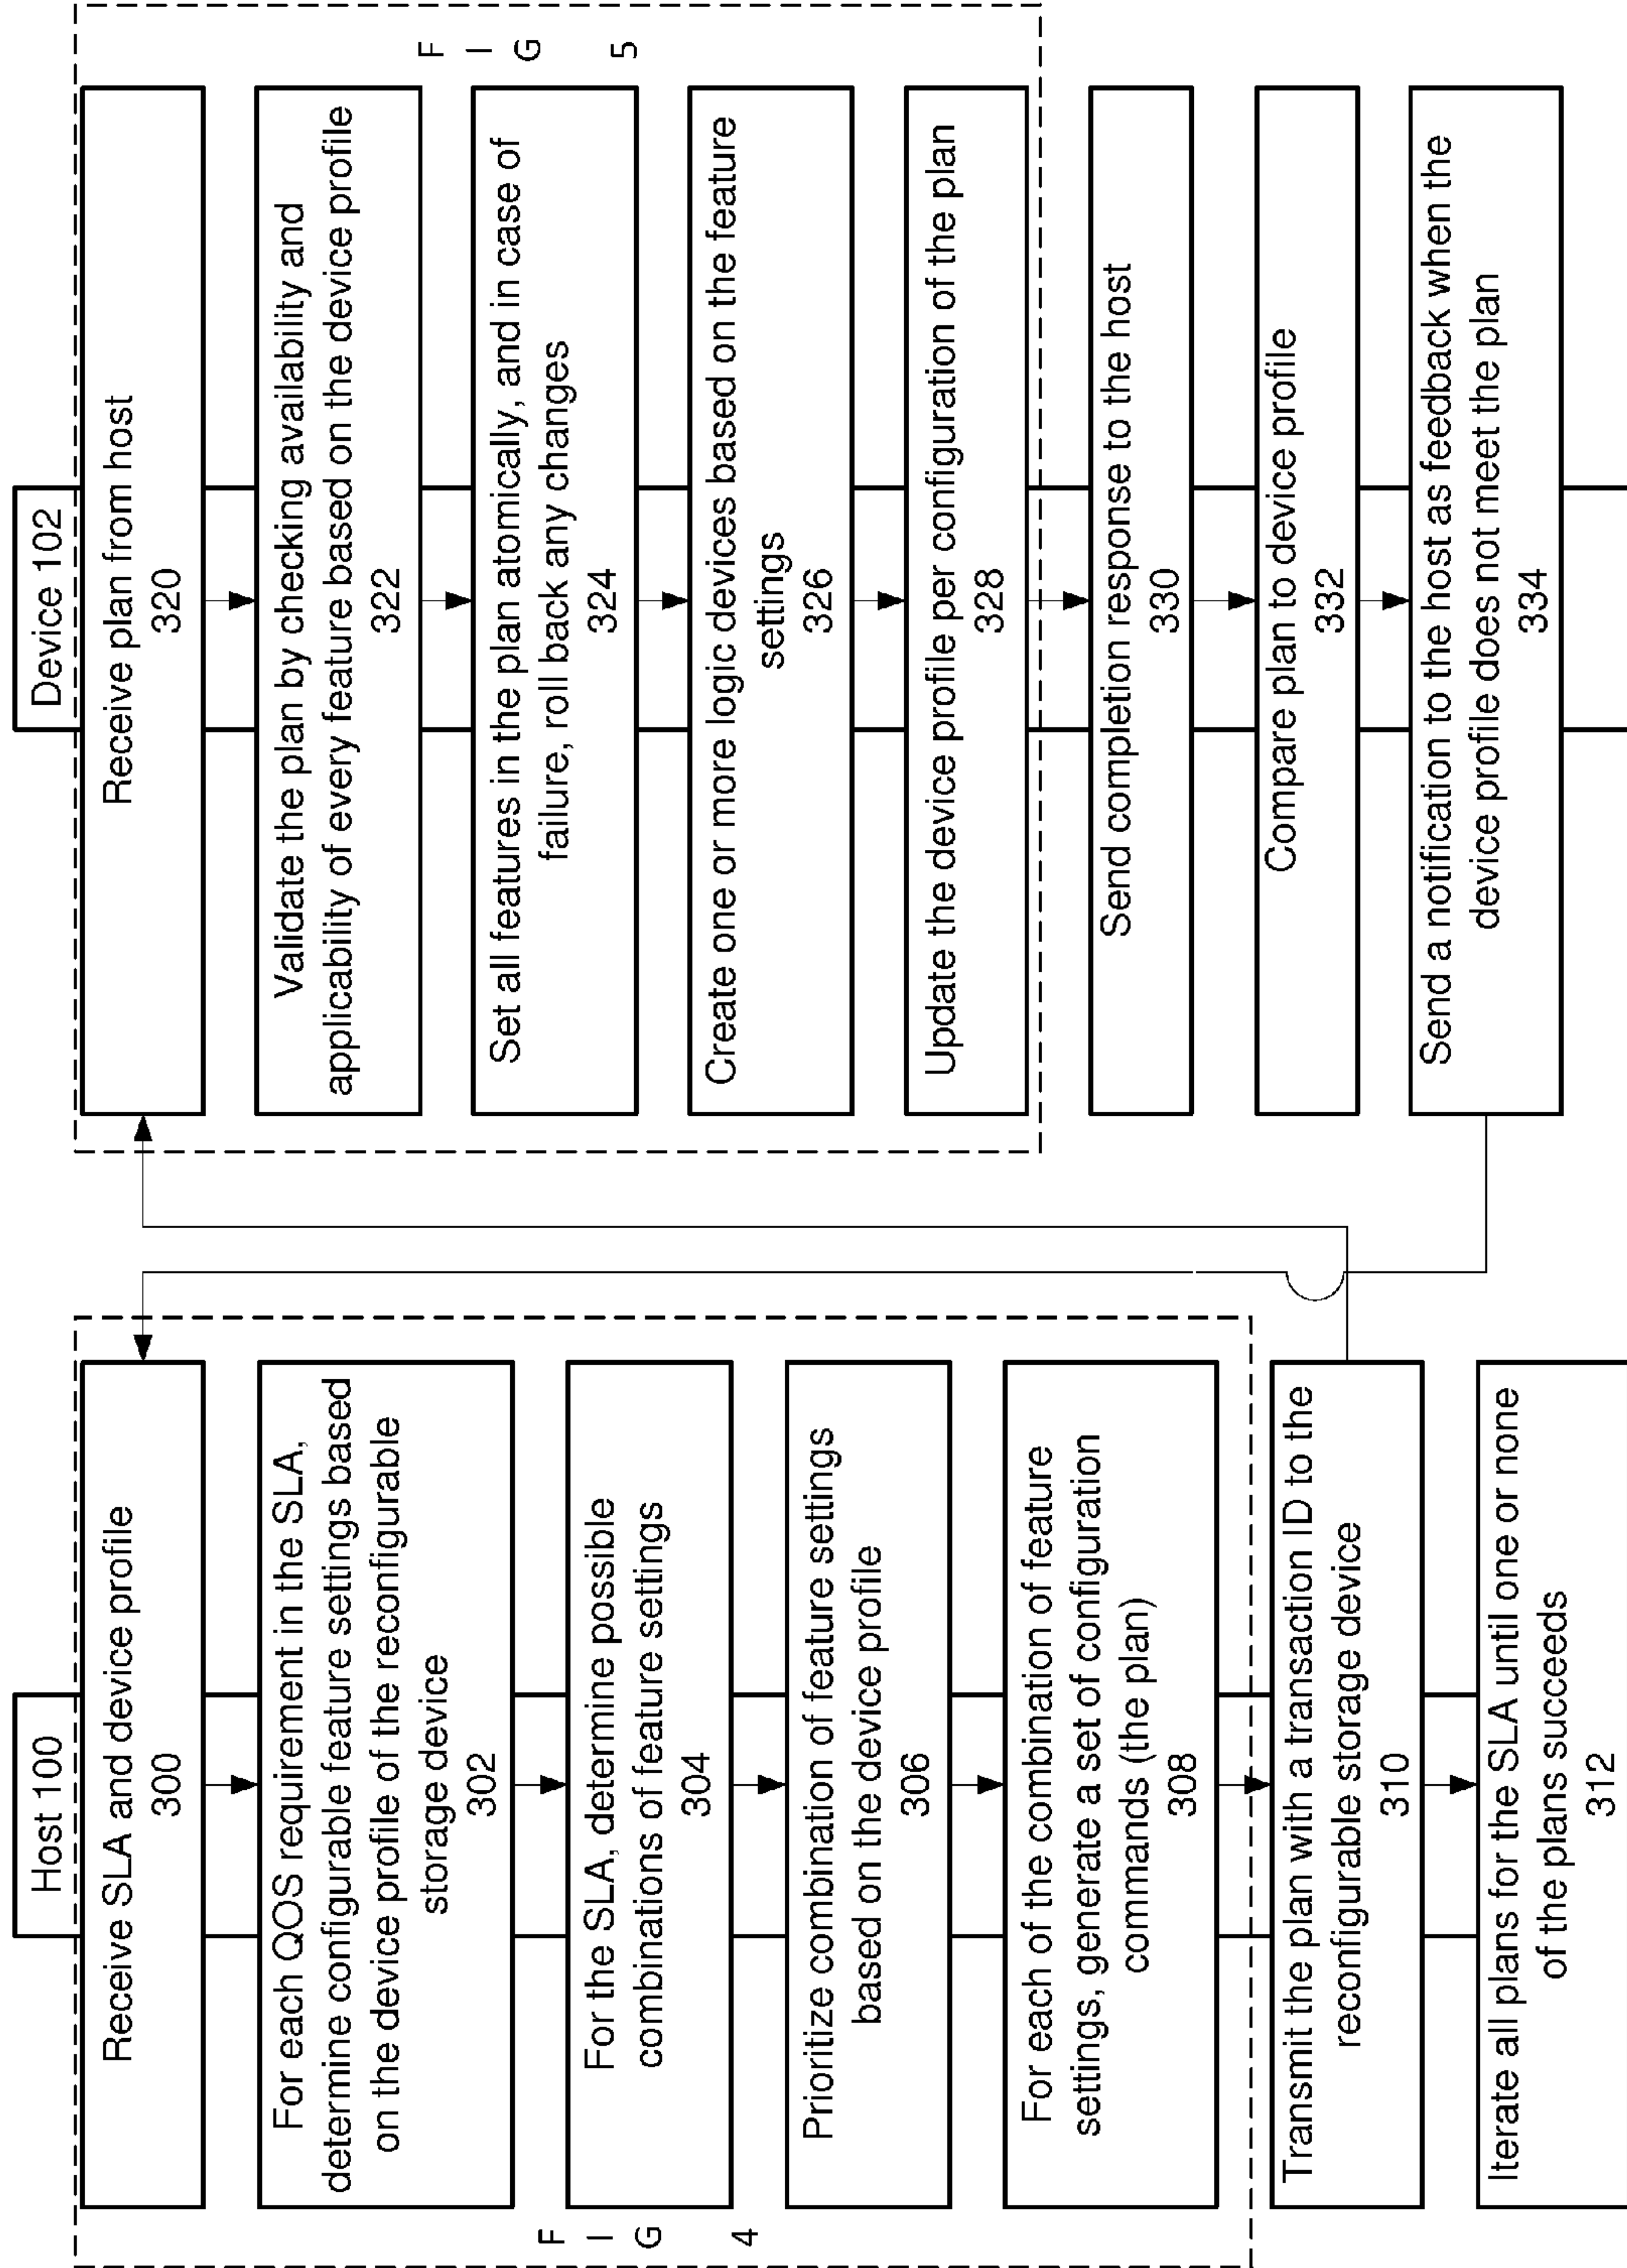 Host 100
Receive SLA and device profile
300
For each QOS requirement in the SLA,
determine configurable feature settings based
on the device profile of the reconfigurable
storage device
302
For the SLA, determine possible
combinations of feature settings
304
Prioritize combination of feature settings
based on the device profile
306
For each of the combination of feature
settings, generate a set of configuration
commands (the plan)
308
FIG 4
Transmit the plan with a transaction ID to the
reconfigurable storage device
310
Iterate all plans for the SLA until one or none
of the plans succeeds
312
Device 102
Receive plan from host
320
Validate the plan by checking availability and
applicability of every feature based on the device profile
322
Set all features in the plan atomically, and in case of
failure, roll back any changes
324
Create one or more logic devices based on the feature
settings
326
Update the device profile per configuration of the plan
328
FIG 5
Send completion response to the host
330
Compare plan to device profile
332
Send a notification to the host as feedback when the
device profile does not meet the plan
334